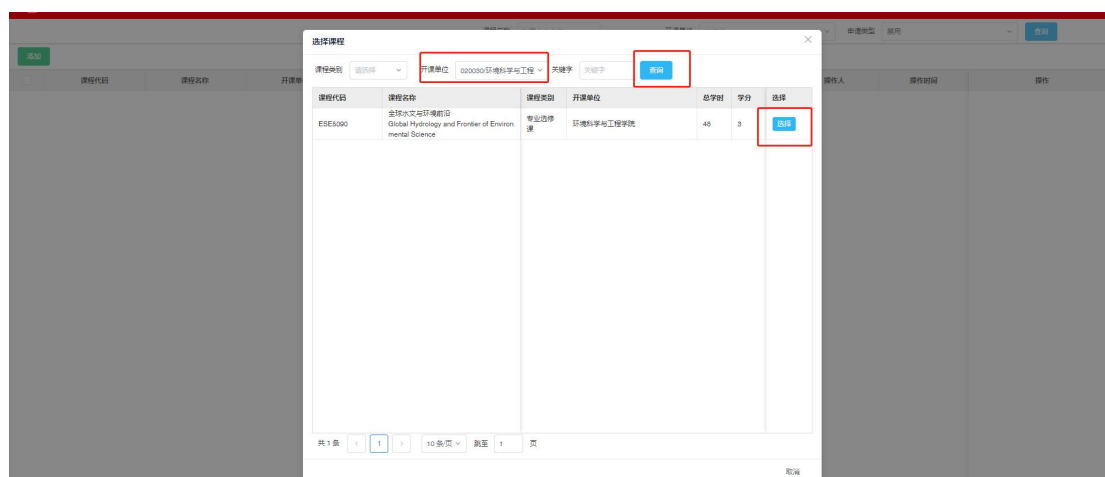 选择课程
申请类型 禁用 查询
添加
课程类别 请选择 开课单位 020030/环境科学与工程 关键字 关键字 查询
课程代码 课程名称 开课单 操作人 操作时间 操作
课程代码 课程名称 课程类别 开课单位 总学时 学分 选择
ESE5090
全球水文与环境前沿
Global Hydrology and Frontier of Environ
mental Science
专业选修
课
环境科学与工程学院 48 3 选择
共 1 条 < 1 > 10 条/页 跳至 1 页
取消